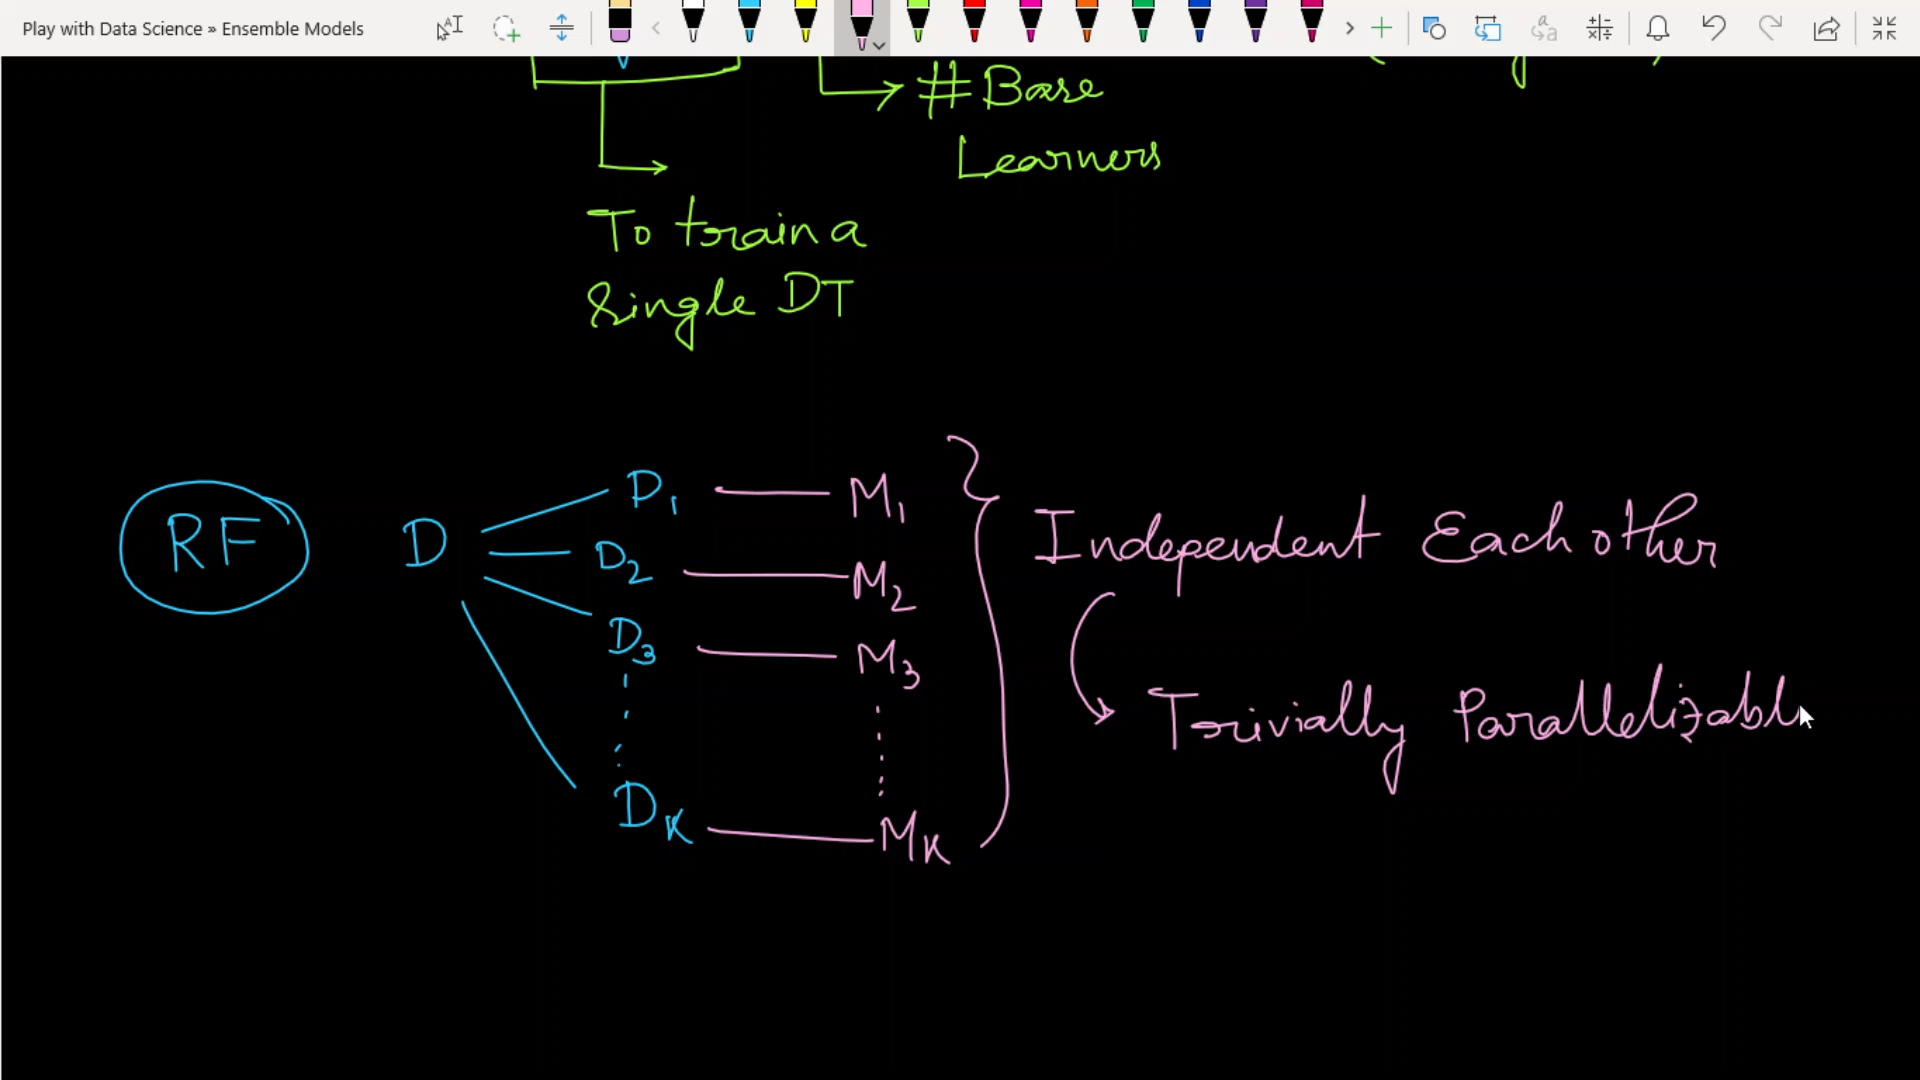 Play with Data Science » Ensemble Models
# Base
Learners
To train a
Single DT
RF D D1 M1
D2 M2
D3 M3
DK MK
Independent Each other
Trivially Parallelizabl